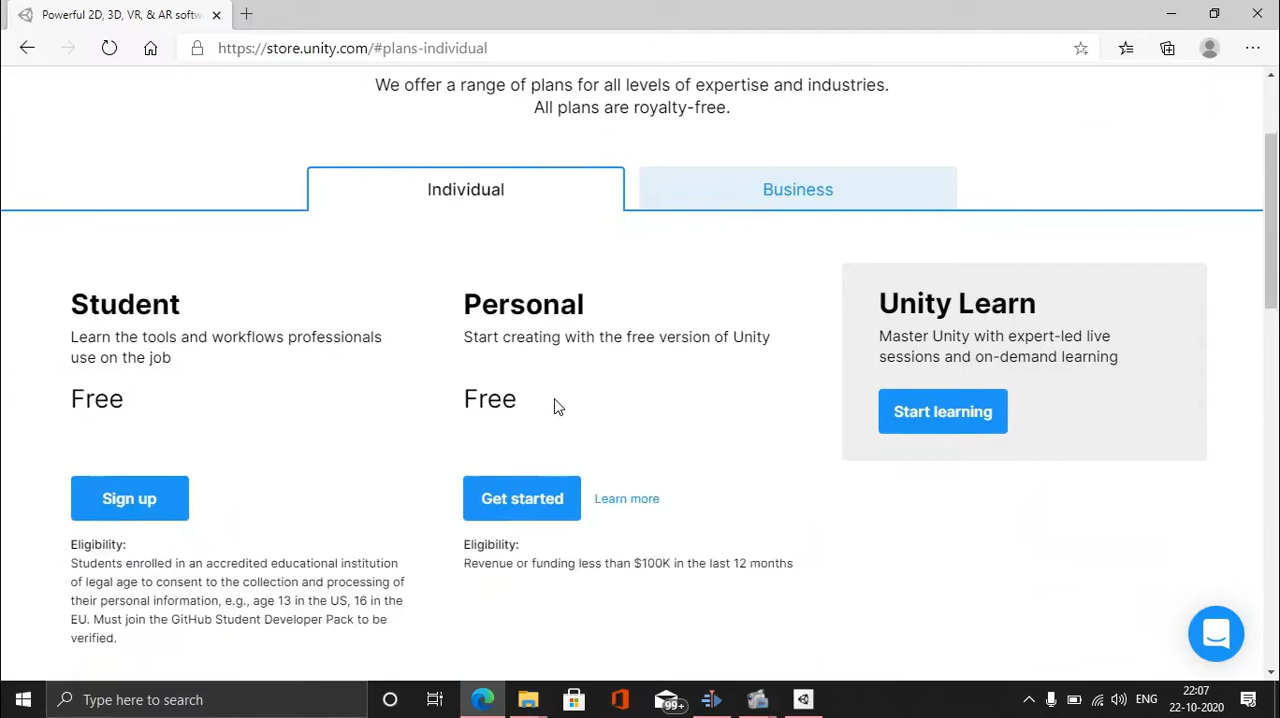 Powerful 2D, 3D, VR, & AR softw
https://store.unity.com/#plans-individual
We offer a range of plans for all levels of expertise and industries.
All plans are royalty-free.
Individual
Business
Student
Learn the tools and workflows professionals
use on the job
Free
Sign up
Eligibility:
Students enrolled in an accredited educational institution
of legal age to consent to the collection and processing of
their personal information, e.g., age 13 in the US, 16 in the
EU. Must join the GitHub Student Developer Pack to be
verified.
Personal
Start creating with the free version of Unity
Free
Get started
Learn more
Eligibility:
Revenue or funding less than $100K in the last 12 months
Unity Learn
Master Unity with expert-led live
sessions and on-demand learning
Start learning
Type here to search
99+
ENG
22:07
22-10-2020